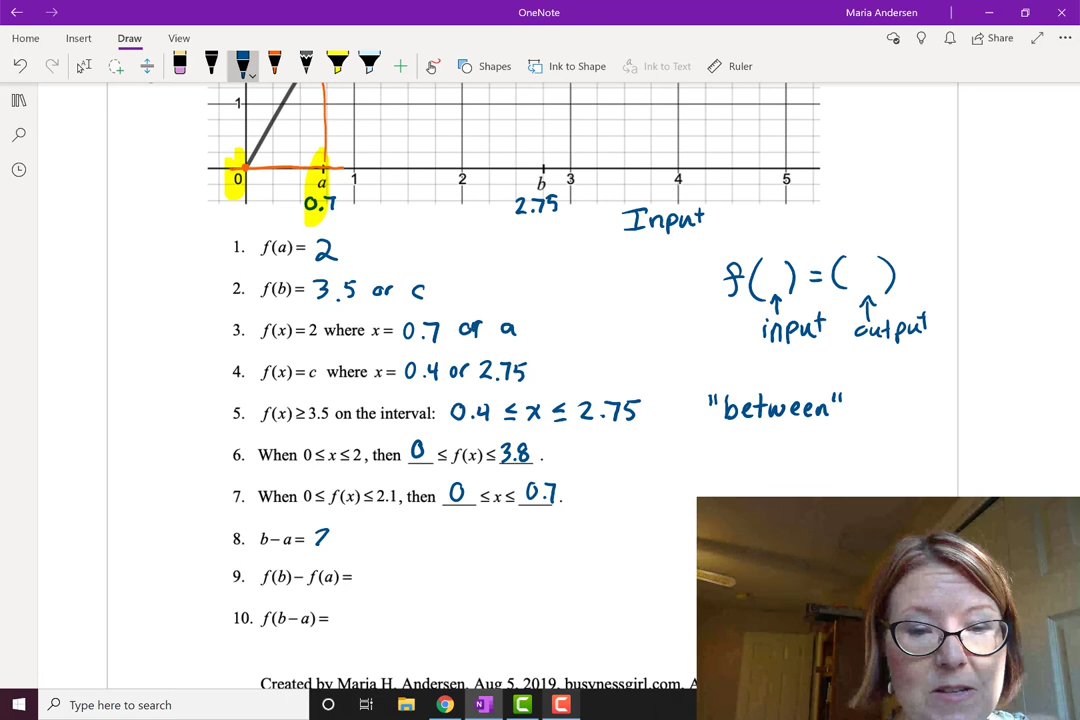 OneNote
Maria Andersen
Home Insert Draw View
Share
Shapes Ink to Shape Ink to Text Ruler
1
0 a 1 2 b 3 4 5
0.7 2.75 Input
1. f(a)= 2
2. f(b)= 3.5 or c
f( ) = ( )
input output
3. f(x)=2 where x= 0.7 or a
4. f(x)=c where x= 0.4 or 2.75
5. f(x)≥3.5 on the interval: 0.4 ≤ x ≤ 2.75 "between"
6. When 0≤x≤2, then 0 ≤ f(x) ≤ 3.8.
7. When 0≤f(x)≤2.1, then 0 ≤x≤ 0.7.
8. b−a= 2
9. f(b)−f(a)=
10. f(b−a)=
Created by Maria H. Andersen, Aug 5, 2019, busynessgirl.com, A
Type here to search